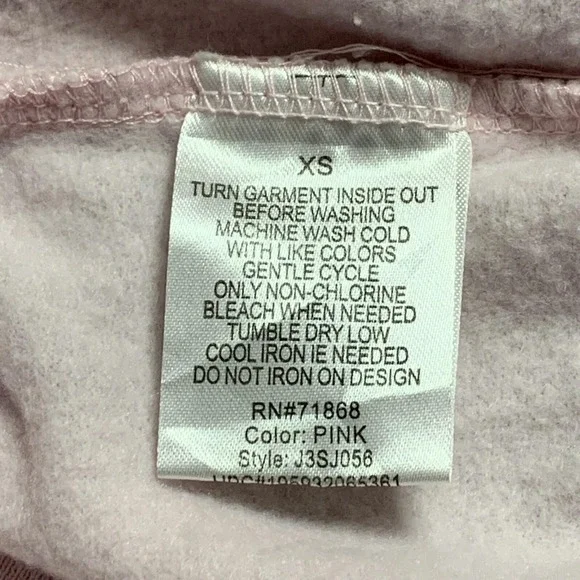 XS
TURN GARMENT INSIDE OUT
BEFORE WASHING
MACHINE WASH COLD
WITH LIKE COLORS
GENTLE CYCLE
ONLY NON-CHLORINE
BLEACH WHEN NEEDED
TUMBLE DRY LOW
COOL IRON IE NEEDED
DO NOT IRON ON DESIGN
RN#71868
Color: PINK
Style: J3SJ056